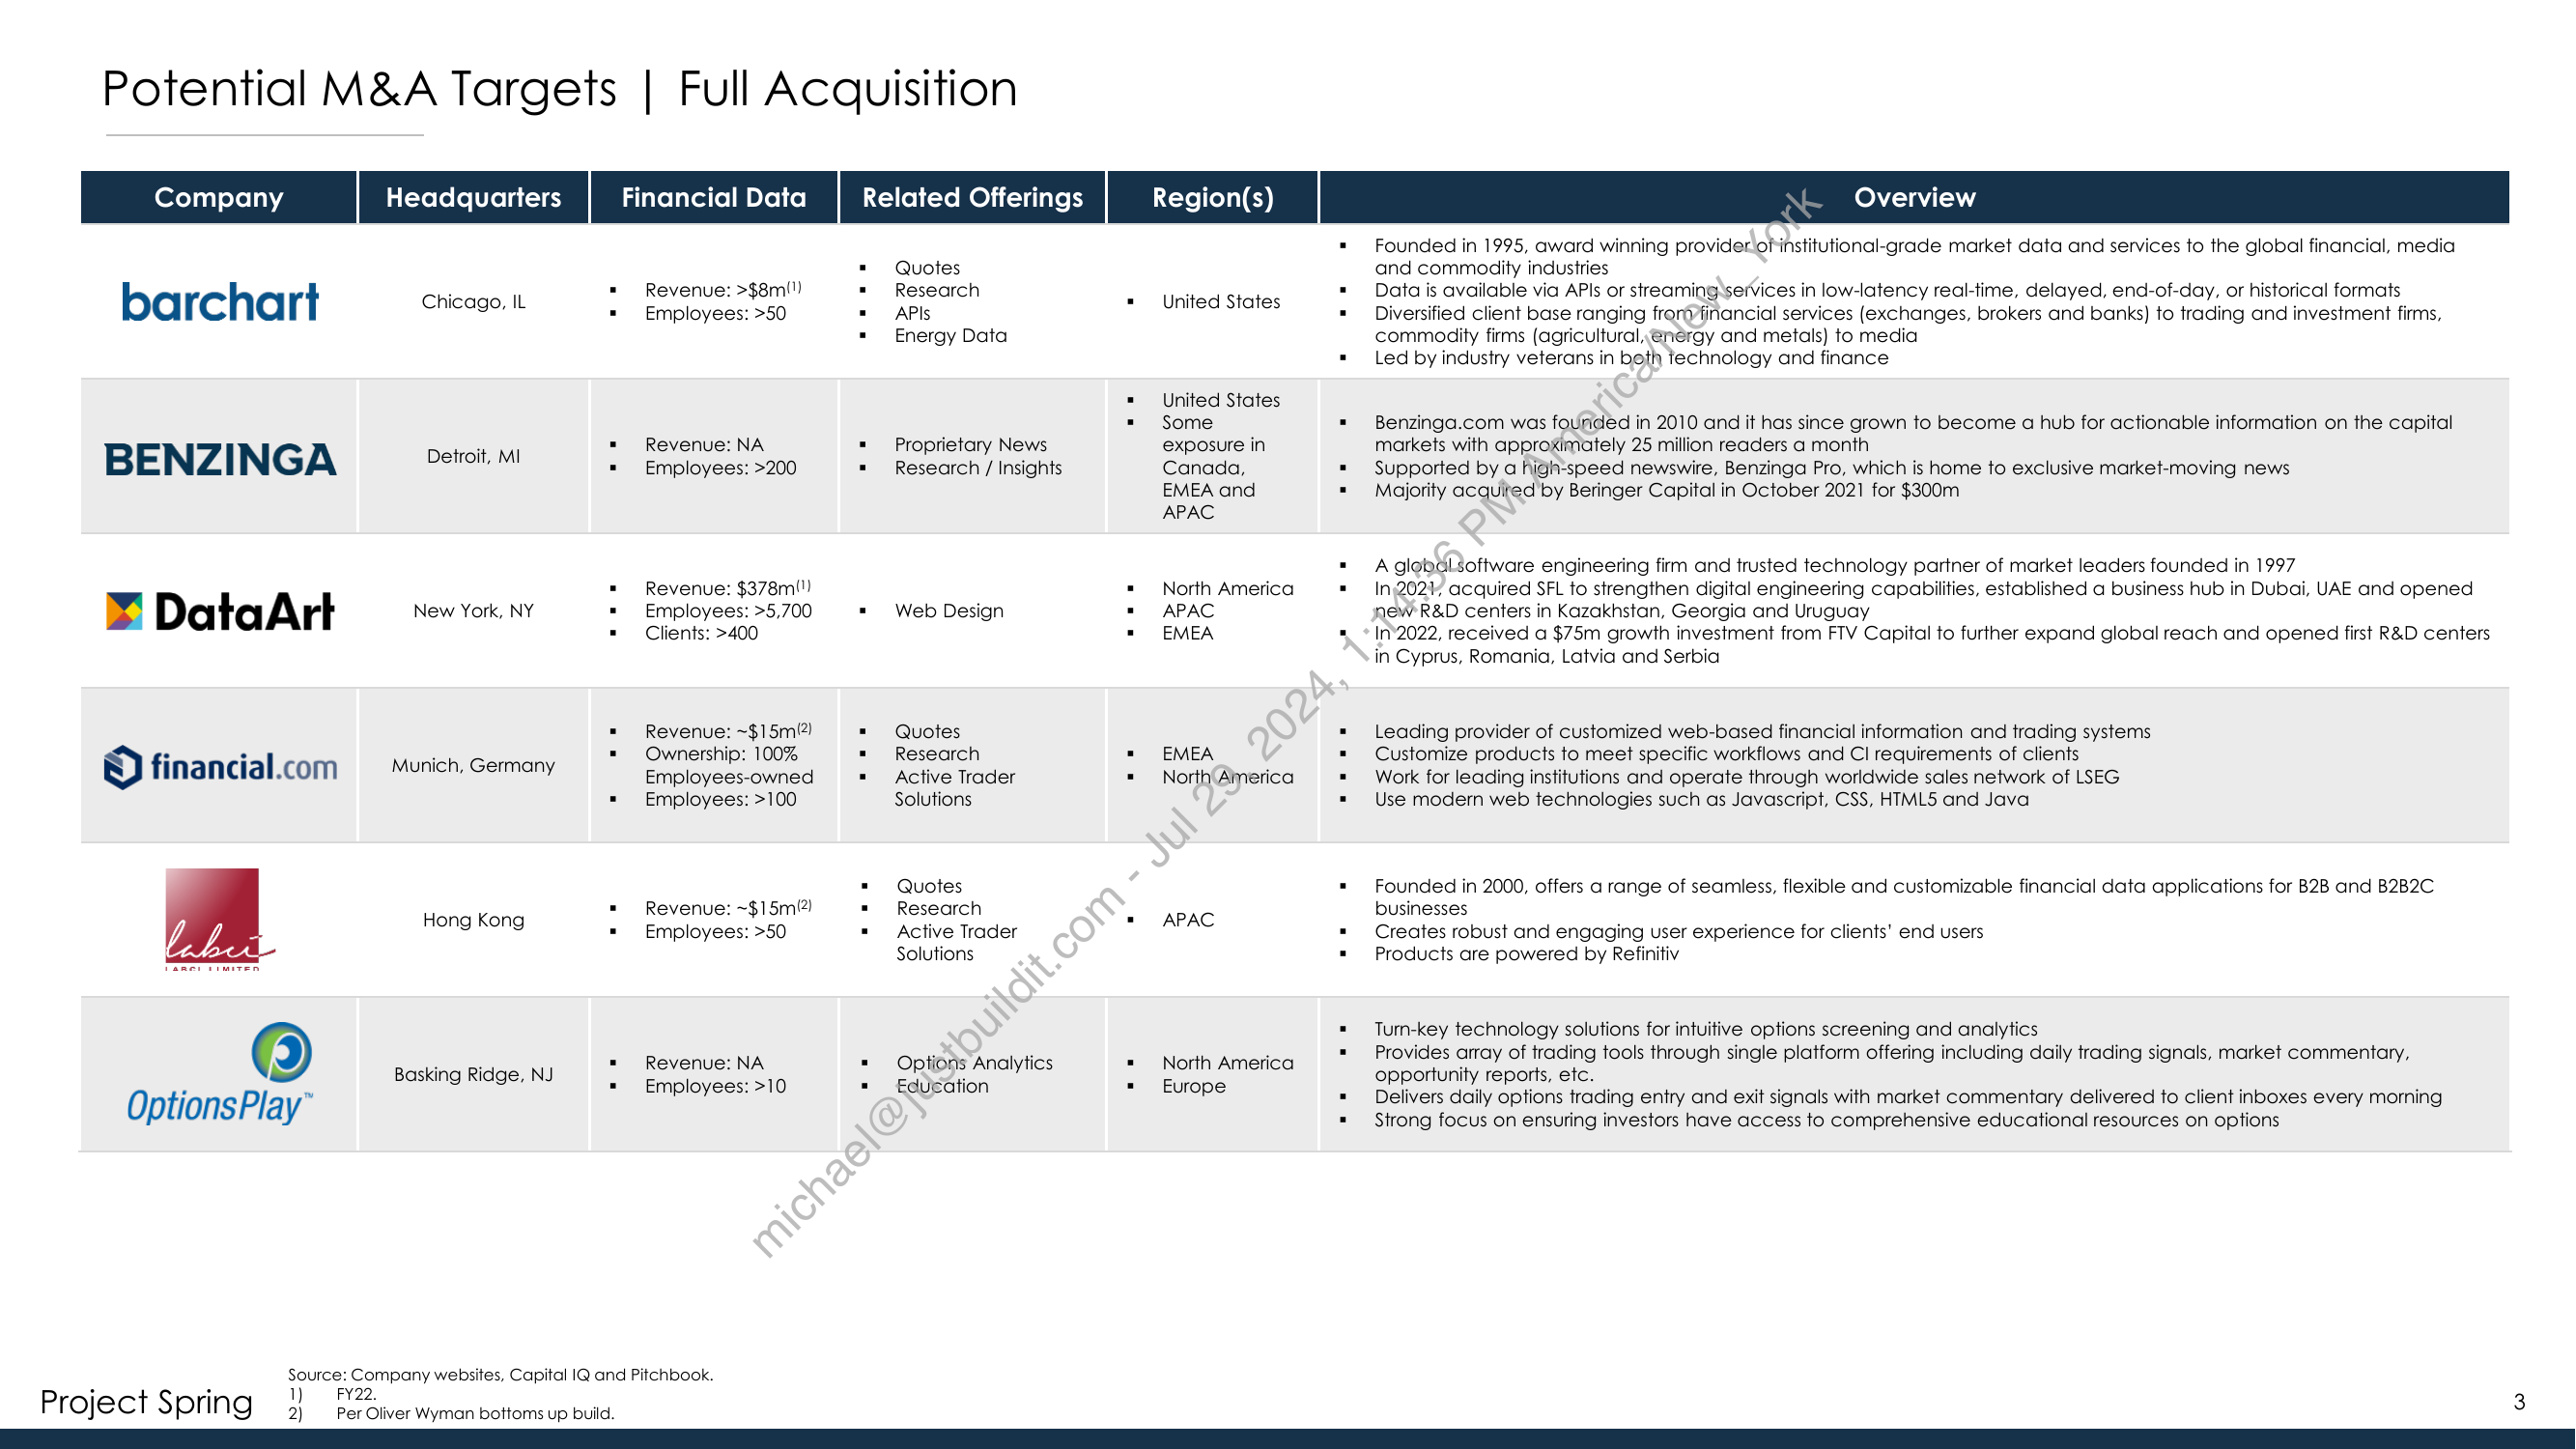 Potential M&A Targets | Full Acquisition
Company Headquarters Financial Data Related Offerings Region(s) Overview
barchart
Chicago, IL
▪ Revenue: >$8m(1)
▪ Employees: >50
▪ Quotes
▪ Research
▪ APIs
▪ Energy Data
▪ United States
▪ Founded in 1995, award winning provider of institutional-grade market data and services to the global financial, media
and commodity industries
▪ Data is available via APIs or streaming services in low-latency real-time, delayed, end-of-day, or historical formats
▪ Diversified client base ranging from financial services (exchanges, brokers and banks) to trading and investment firms,
commodity firms (agricultural, energy and metals) to media
▪ Led by industry veterans in both technology and finance
BENZINGA
Detroit, MI
▪ Revenue: NA
▪ Employees: >200
▪ Proprietary News
▪ Research / Insights
▪ United States
▪ Some
exposure in
Canada,
EMEA and
APAC
▪ Benzinga.com was founded in 2010 and it has since grown to become a hub for actionable information on the capital
markets with approximately 25 million readers a month
▪ Supported by a high-speed newswire, Benzinga Pro, which is home to exclusive market-moving news
▪ Majority acquired by Beringer Capital in October 2021 for $300m
DataArt
New York, NY
▪ Revenue: $378m(1)
▪ Employees: >5,700
▪ Clients: >400
▪ Web Design
▪ North America
▪ APAC
▪ EMEA
▪ A global software engineering firm and trusted technology partner of market leaders founded in 1997
▪ In 2021, acquired SFL to strengthen digital engineering capabilities, established a business hub in Dubai, UAE and opened
new R&D centers in Kazakhstan, Georgia and Uruguay
▪ In 2022, received a $75m growth investment from FTV Capital to further expand global reach and opened first R&D centers
in Cyprus, Romania, Latvia and Serbia
financial.com
Munich, Germany
▪ Revenue: ~$15m(2)
▪ Ownership: 100%
Employees-owned
▪ Employees: >100
▪ Quotes
▪ Research
▪ Active Trader
Solutions
▪ EMEA
▪ North America
▪ Leading provider of customized web-based financial information and trading systems
▪ Customize products to meet specific workflows and CI requirements of clients
▪ Work for leading institutions and operate through worldwide sales network of LSEG
▪ Use modern web technologies such as Javascript, CSS, HTML5 and Java
labci
LABCI LIMITED
Hong Kong
▪ Revenue: ~$15m(2)
▪ Employees: >50
▪ Quotes
▪ Research
▪ Active Trader
Solutions
▪ APAC
▪ Founded in 2000, offers a range of seamless, flexible and customizable financial data applications for B2B and B2B2C
businesses
▪ Creates robust and engaging user experience for clients' end users
▪ Products are powered by Refinitiv
OptionsPlay™
Basking Ridge, NJ
▪ Revenue: NA
▪ Employees: >10
▪ Options Analytics
▪ Education
▪ North America
▪ Europe
▪ Turn-key technology solutions for intuitive options screening and analytics
▪ Provides array of trading tools through single platform offering including daily trading signals, market commentary,
opportunity reports, etc.
▪ Delivers daily options trading entry and exit signals with market commentary delivered to client inboxes every morning
▪ Strong focus on ensuring investors have access to comprehensive educational resources on options
michael@justbuildit.com - Jul 29, 2024, 1:14:36 PM America/New_York
Project Spring
Source: Company websites, Capital IQ and Pitchbook.
1) FY22.
2) Per Oliver Wyman bottoms up build.
3